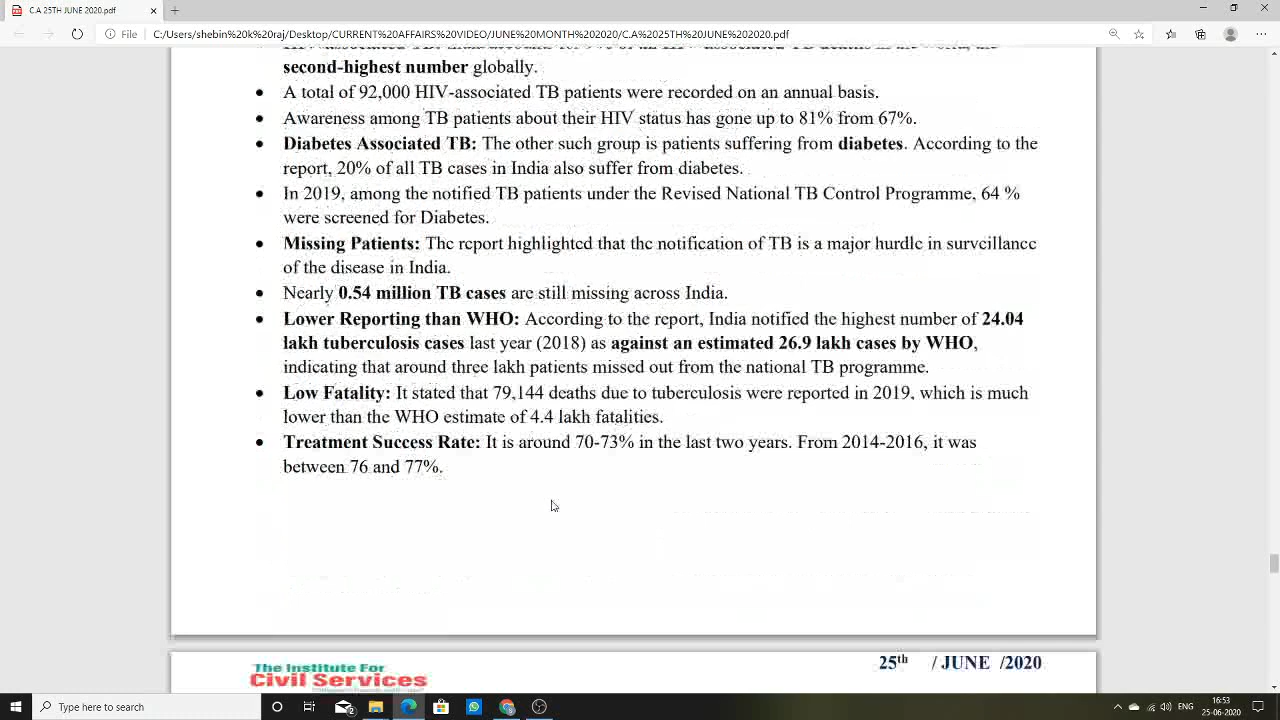 C.A 25TH JUNE 2020.pdf
File C:/Users/shebin%20k%20raj/Desktop/CURRENT%20AFFAIRS%20VIDEO/JUNE%20MONTH%202020/C.A%2025TH%20JUNE%202020.pdf
second-highest number globally.
• A total of 92,000 HIV-associated TB patients were recorded on an annual basis.
• Awareness among TB patients about their HIV status has gone up to 81% from 67%.
• Diabetes Associated TB: The other such group is patients suffering from diabetes. According to the
report, 20% of all TB cases in India also suffer from diabetes.
• In 2019, among the notified TB patients under the Revised National TB Control Programme, 64 %
were screened for Diabetes.
• Missing Patients: The report highlighted that the notification of TB is a major hurdle in surveillance
of the disease in India.
• Nearly 0.54 million TB cases are still missing across India.
• Lower Reporting than WHO: According to the report, India notified the highest number of 24.04
lakh tuberculosis cases last year (2018) as against an estimated 26.9 lakh cases by WHO,
indicating that around three lakh patients missed out from the national TB programme.
• Low Fatality: It stated that 79,144 deaths due to tuberculosis were reported in 2019, which is much
lower than the WHO estimate of 4.4 lakh fatalities.
• Treatment Success Rate: It is around 70-73% in the last two years. From 2014-2016, it was
between 76 and 77%.
The Institute For
Civil Services
25th / JUNE /2020
Type here to search
ENG
16:53
25-06-2020